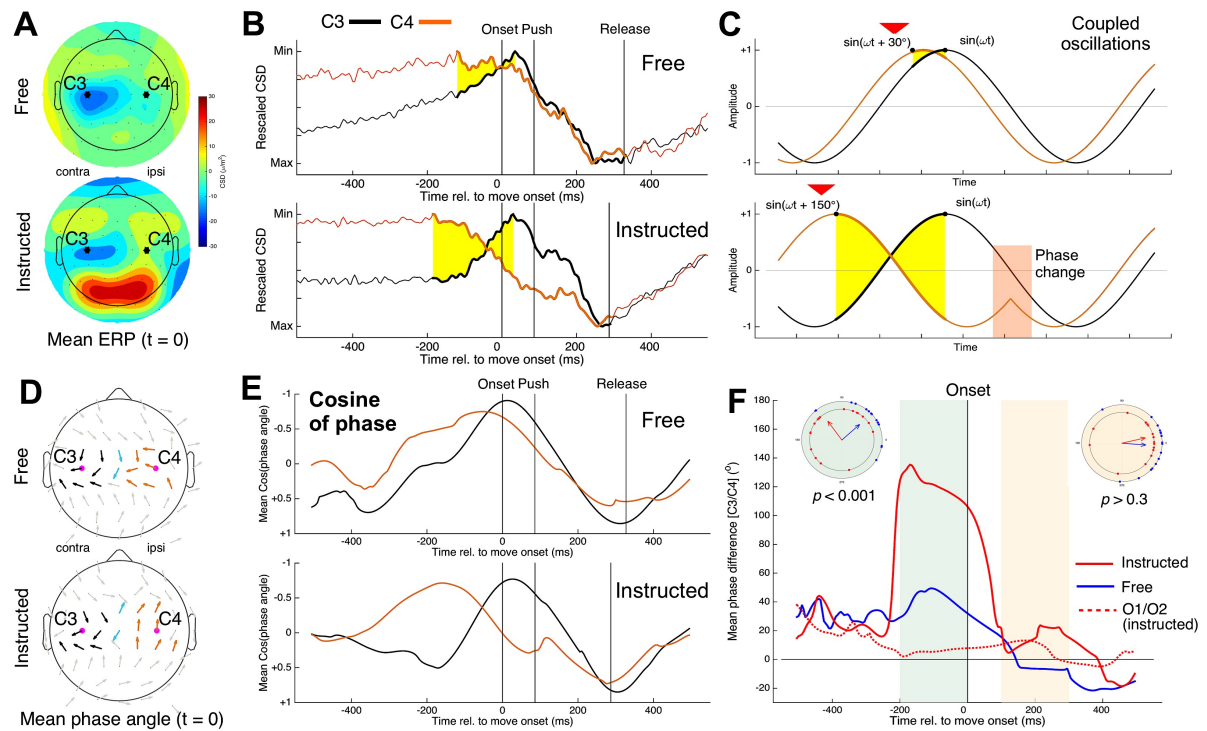 A
Free
C3
C4
contra
ipsi
Instructed
C3
C4
Mean ERP (t = 0)
30
20
10
0
-10
-20
-30
CSD (μ/m²)
B
C3
C4
Onset Push
Release
Free
Min
Max
Rescaled CSD
-400
-200
0
200
400
Time rel. to move onset (ms)
Instructed
Min
Max
Rescaled CSD
-400
-200
0
200
400
Time rel. to move onset (ms)
C
Coupled
oscillations
sin(ωt + 30°)
sin(ωt)
+1
0
-1
Amplitude
Time
sin(ωt + 150°)
sin(ωt)
+1
0
-1
Amplitude
Phase
change
Time
D
Free
C3
C4
contra
ipsi
Instructed
C3
C4
Mean phase angle (t = 0)
E
Cosine
of phase
Onset Push
Release
Free
-1
-0.5
0
+0.5
+1
Mean Cos(phase angle)
-400
-200
0
200
400
Time rel. to move onset (ms)
Instructed
-1
-0.5
0
+0.5
+1
Mean Cos(phase angle)
-400
-200
0
200
400
Time rel. to move onset (ms)
F
Onset
180
160
140
120
100
80
60
40
20
0
-20
Mean phase difference [C3/C4] (°)
p < 0.001
p > 0.3
Instructed
Free
O1/O2
(instructed)
-400
-200
0
200
400
Time rel. to move onset (ms)